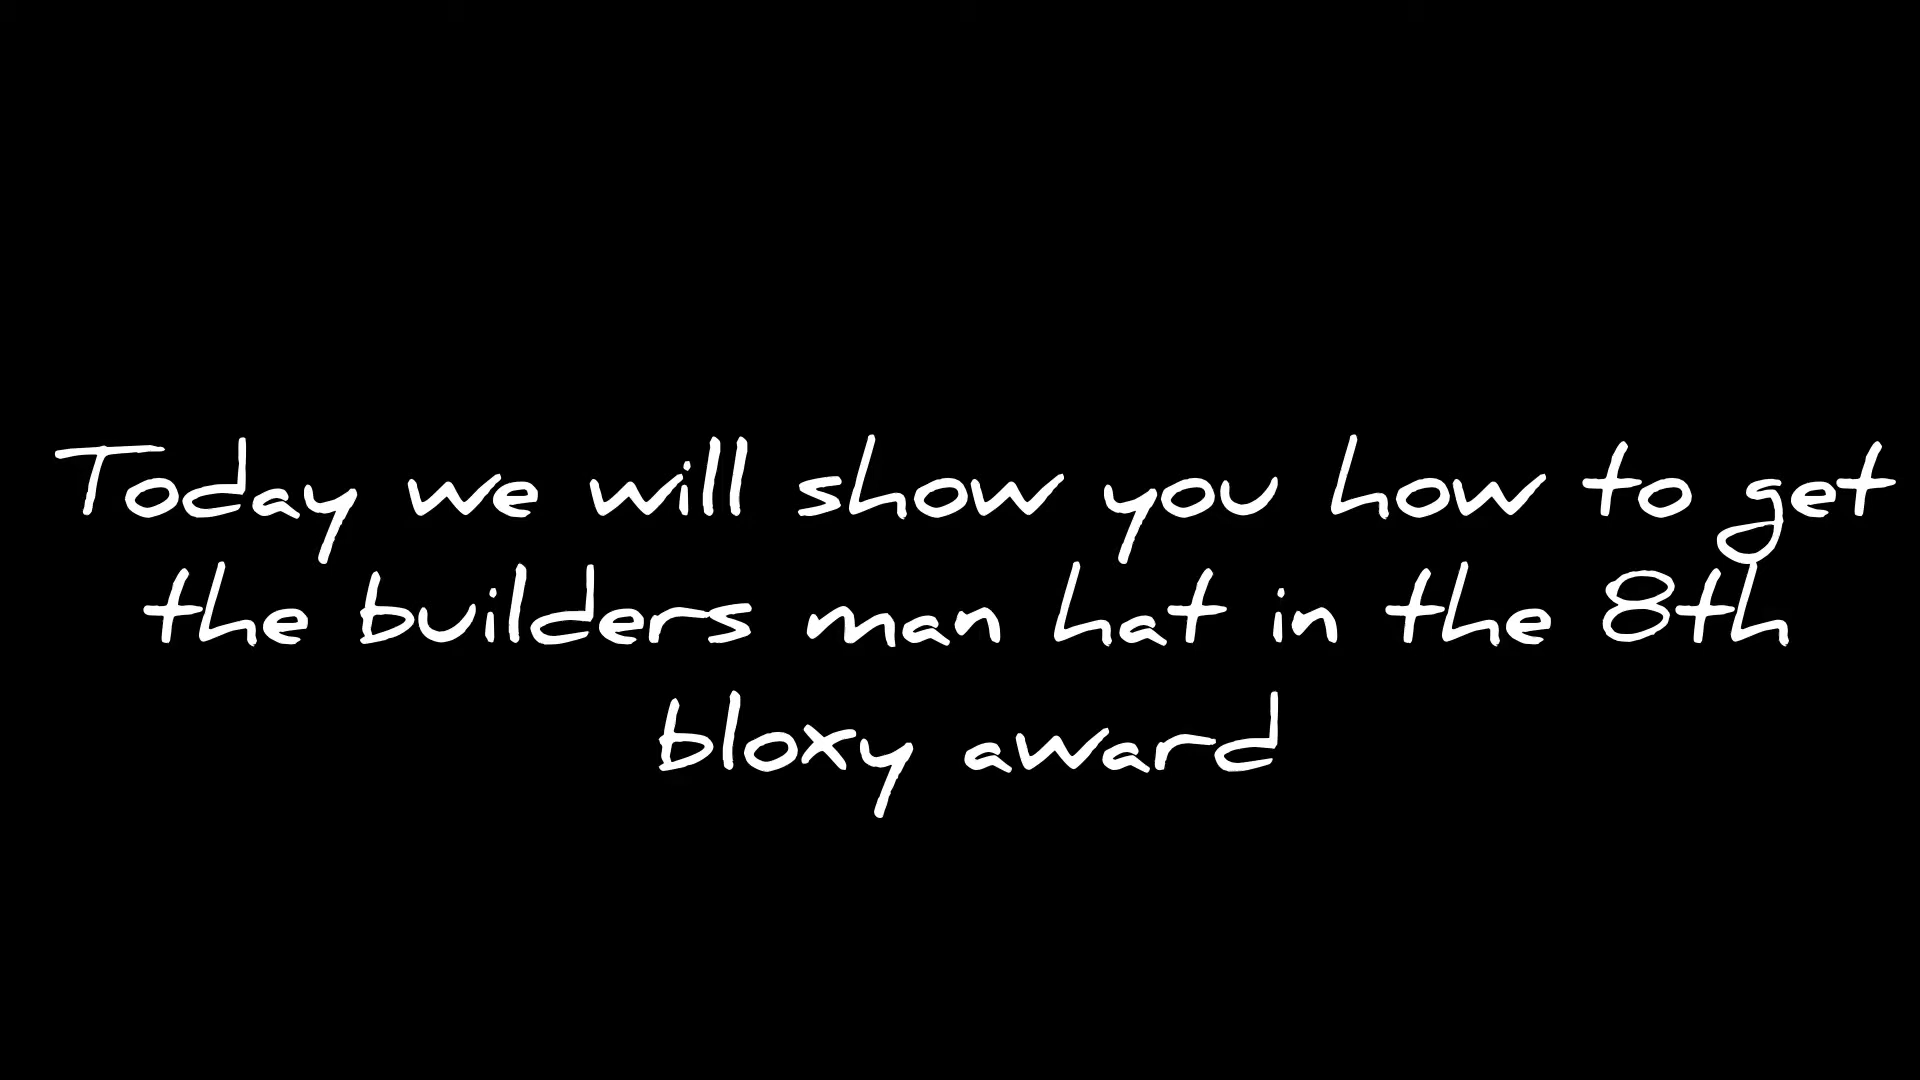 Today we will show you how to get
the builders man hat in the 8th
bloxy award